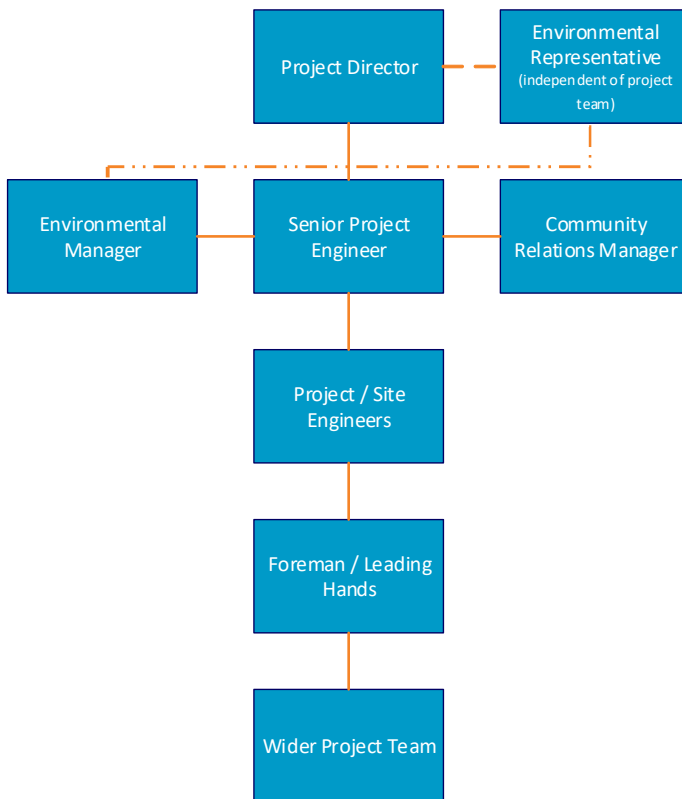 Project Director
Environmental
Representative
(independent of project
team)
Environmental
Manager
Senior Project
Engineer
Community
Relations Manager
Project / Site
Engineers
Foreman / Leading
Hands
Wider Project Team